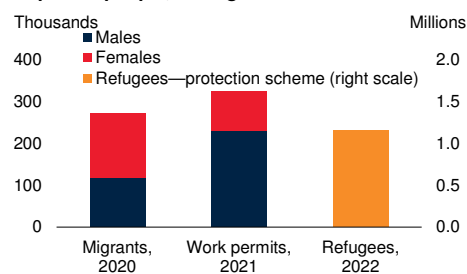 Thousands Millions
Males
Females
Refugees—protection scheme (right scale)
400 2.0
300 1.5
200 1.0
100 0.5
0 0.0
Migrants, Work permits, Refugees,
2020 2021 2022